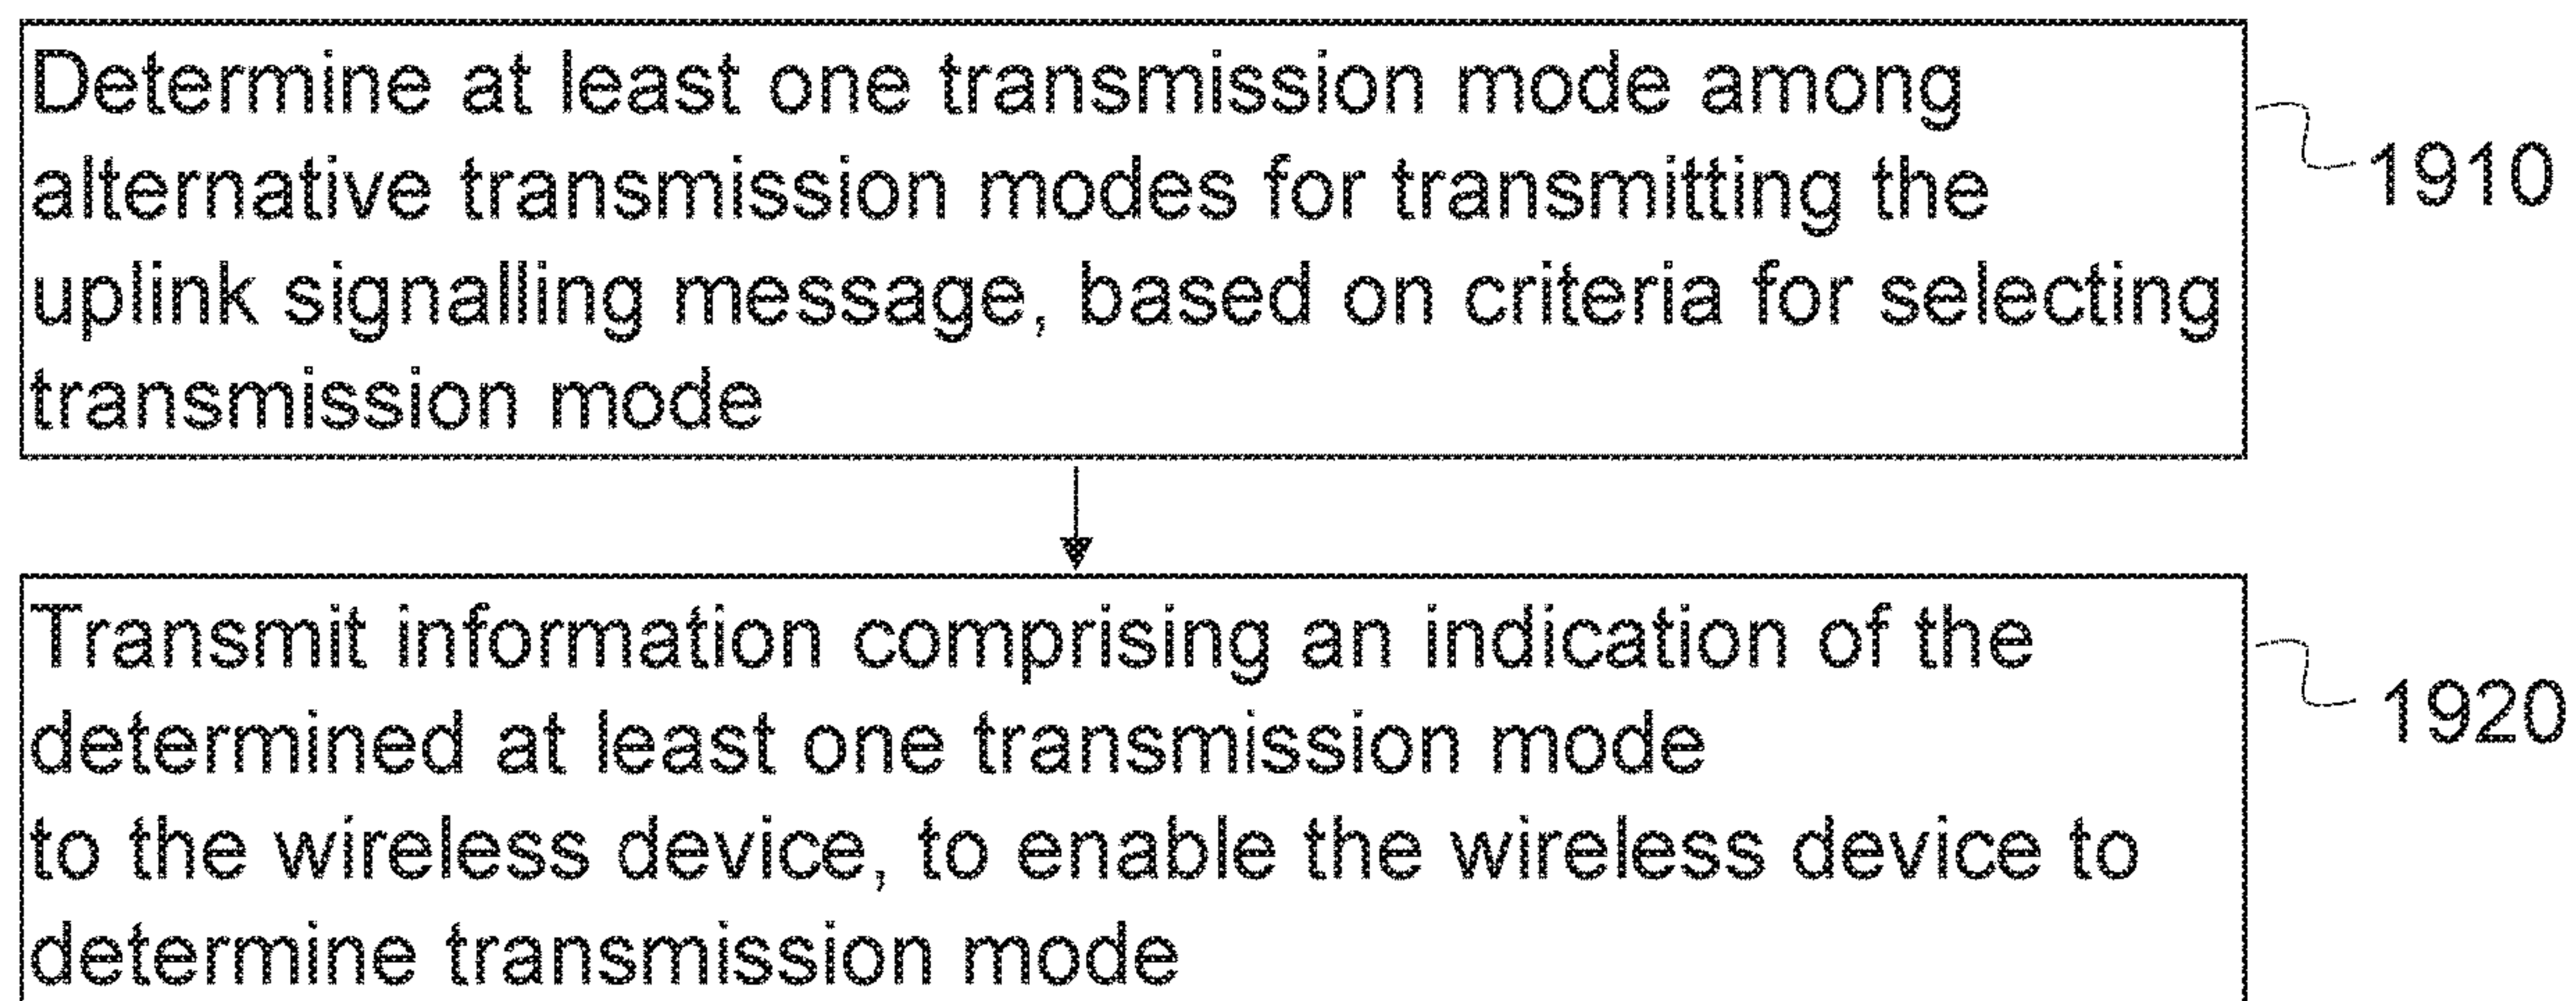 Determine at least one transmission mode among
alternative transmission modes for transmitting the
uplink signalling message, based on criteria for selecting
transmission mode
1910
Transmit information comprising an indication of the
determined at least one transmission mode
to the wireless device, to enable the wireless device to
determine transmission mode
1920